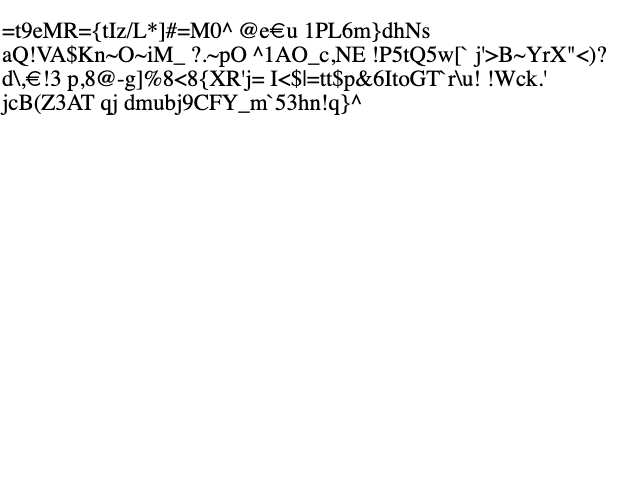 =t9eMR={tIz/L*]#=M0^ @e€u 1PL6m}dhNs
aQ!VA$Kn~O~iM_ ?.~pO ^1AO_c,NE !P5tQ5w[` j'>B~YrX"<)?
d\,€!3 p,8@-g]%8<8{XR'j= I<$|=tt$p&6ItoGT`r\u! !Wck.'
jcB(Z3AT qj dmubj9CFY_m`53hn!q}^